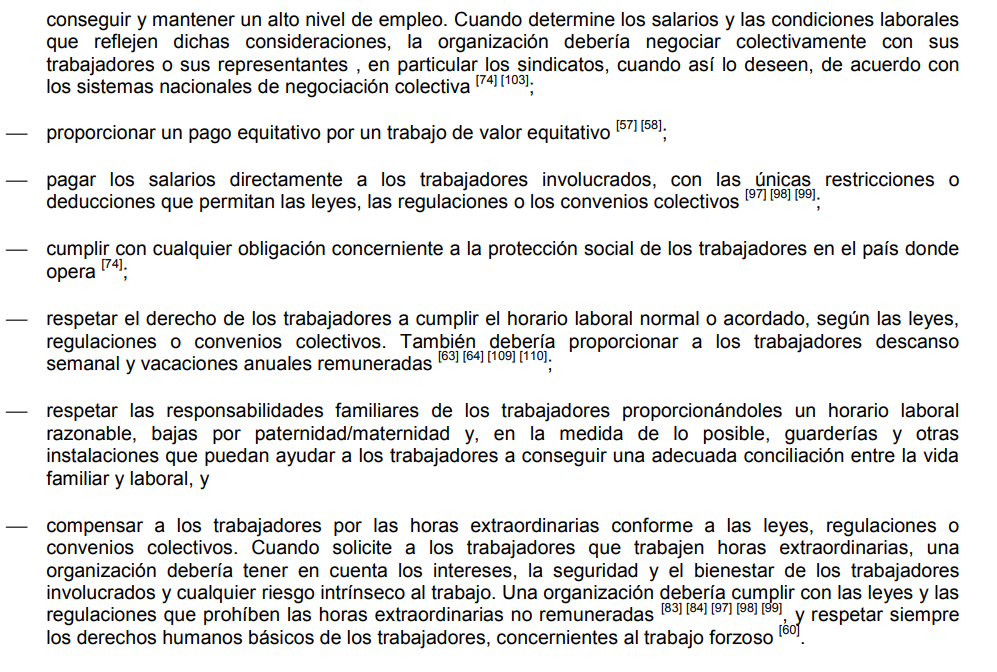 conseguir y mantener un alto nivel de empleo. Cuando determine los salarios y las condiciones laborales
que reflejen dichas consideraciones, la organización debería negociar colectivamente con sus
trabajadores o sus representantes , en particular los sindicatos, cuando así lo deseen, de acuerdo con
los sistemas nacionales de negociación colectiva [74] [103];
— proporcionar un pago equitativo por un trabajo de valor equitativo [57] [58];
— pagar los salarios directamente a los trabajadores involucrados, con las únicas restricciones o
deducciones que permitan las leyes, las regulaciones o los convenios colectivos [97] [98] [99];
— cumplir con cualquier obligación concerniente a la protección social de los trabajadores en el país donde
opera [74];
— respetar el derecho de los trabajadores a cumplir el horario laboral normal o acordado, según las leyes,
regulaciones o convenios colectivos. También debería proporcionar a los trabajadores descanso
semanal y vacaciones anuales remuneradas [63] [64] [109] [110];
— respetar las responsabilidades familiares de los trabajadores proporcionándoles un horario laboral
razonable, bajas por paternidad/maternidad y, en la medida de lo posible, guarderías y otras
instalaciones que puedan ayudar a los trabajadores a conseguir una adecuada conciliación entre la vida
familiar y laboral, y
— compensar a los trabajadores por las horas extraordinarias conforme a las leyes, regulaciones o
convenios colectivos. Cuando solicite a los trabajadores que trabajen horas extraordinarias, una
organización debería tener en cuenta los intereses, la seguridad y el bienestar de los trabajadores
involucrados y cualquier riesgo intrínseco al trabajo. Una organización debería cumplir con las leyes y las
regulaciones que prohíben las horas extraordinarias no remuneradas [83] [84] [97] [98] [99], y respetar siempre
los derechos humanos básicos de los trabajadores, concernientes al trabajo forzoso [60].